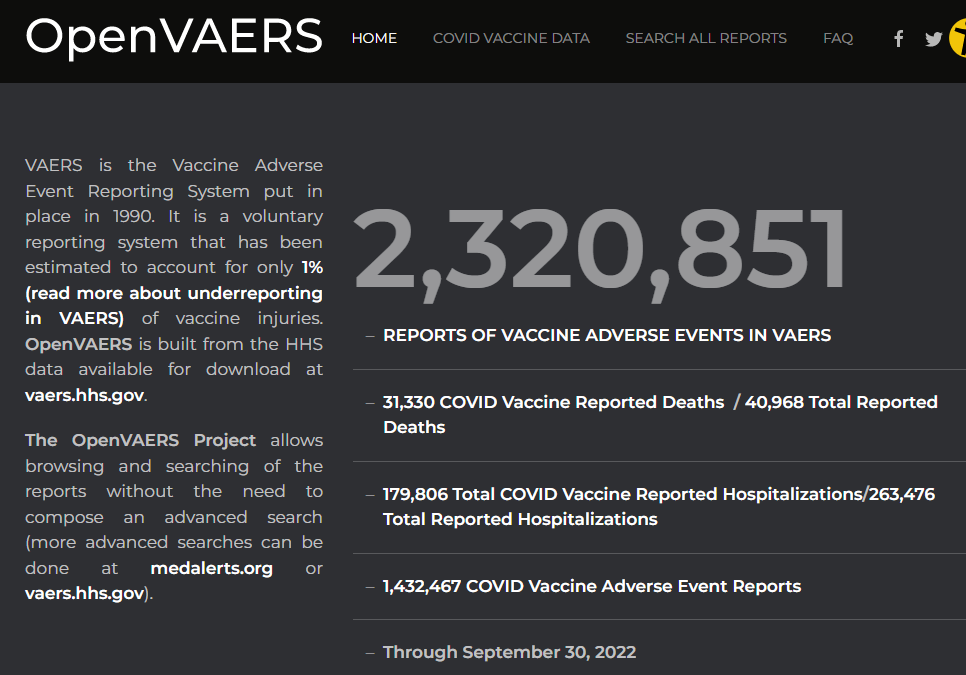 OpenVAERS HOME COVID VACCINE DATA SEARCH ALL REPORTS FAQ
VAERS is the Vaccine Adverse
Event Reporting System put in
place in 1990. It is a voluntary
reporting system that has been
estimated to account for only 1%
(read more about underreporting
in VAERS) of vaccine injuries.
OpenVAERS is built from the HHS
data available for download at
vaers.hhs.gov.
The OpenVAERS Project allows
browsing and searching of the
reports without the need to
compose an advanced search
(more advanced searches can be
done at medalerts.org or
vaers.hhs.gov).
2,320,851
– REPORTS OF VACCINE ADVERSE EVENTS IN VAERS
– 31,330 COVID Vaccine Reported Deaths / 40,968 Total Reported
Deaths
– 179,806 Total COVID Vaccine Reported Hospitalizations/263,476
Total Reported Hospitalizations
– 1,432,467 COVID Vaccine Adverse Event Reports
– Through September 30, 2022